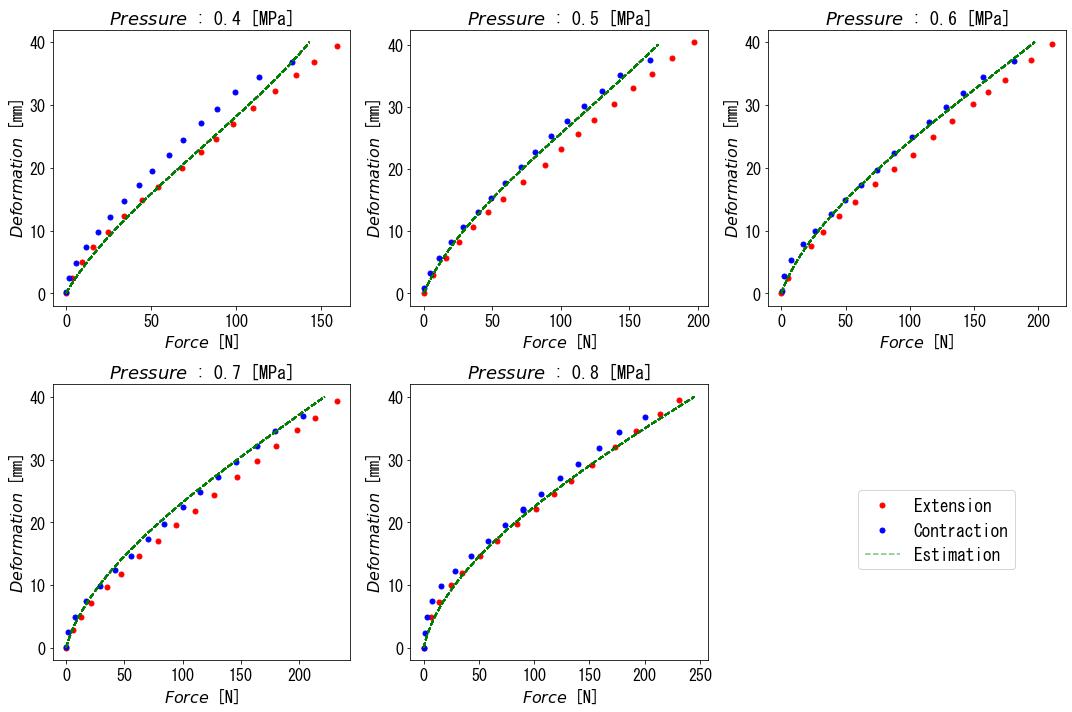 Pressure : 0.4 [MPa]
Pressure : 0.5 [MPa]
Pressure : 0.6 [MPa]
40
30
20
10
0
Deformation [mm]
0 50 100 150
Force [N]
40
30
20
10
0
Deformation [mm]
0 50 100 150 200
Force [N]
40
30
20
10
0
Deformation [mm]
0 50 100 150 200
Force [N]
Pressure : 0.7 [MPa]
Pressure : 0.8 [MPa]
40
30
20
10
0
Deformation [mm]
0 50 100 150 200
Force [N]
40
30
20
10
0
Deformation [mm]
0 50 100 150 200 250
Force [N]
Extension
Contraction
Estimation